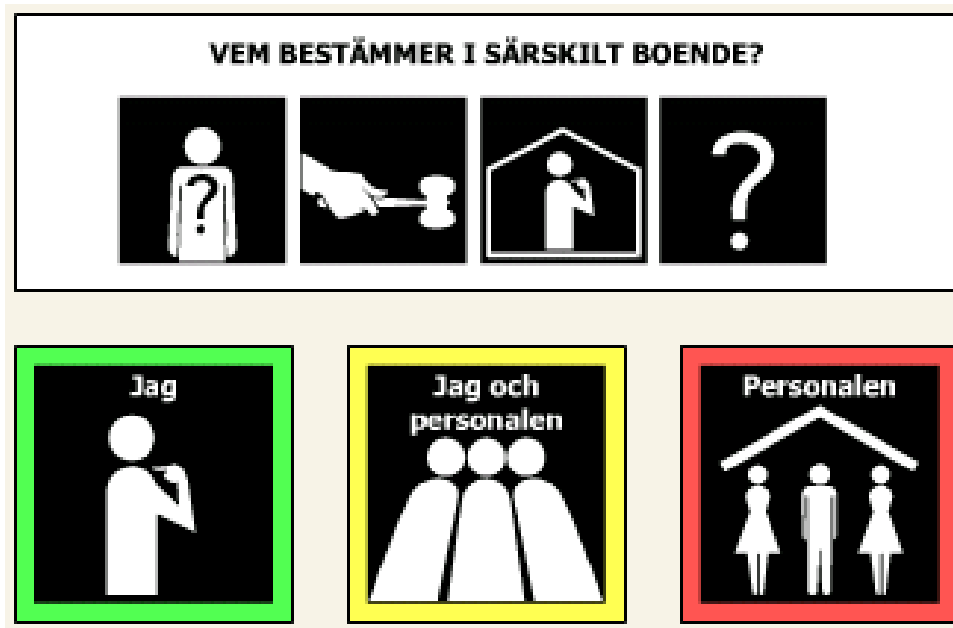 VEM BESTÄMMER I SÄRSKILT BOENDE?
?
?
Jag
Jag och
personalen
Personalen